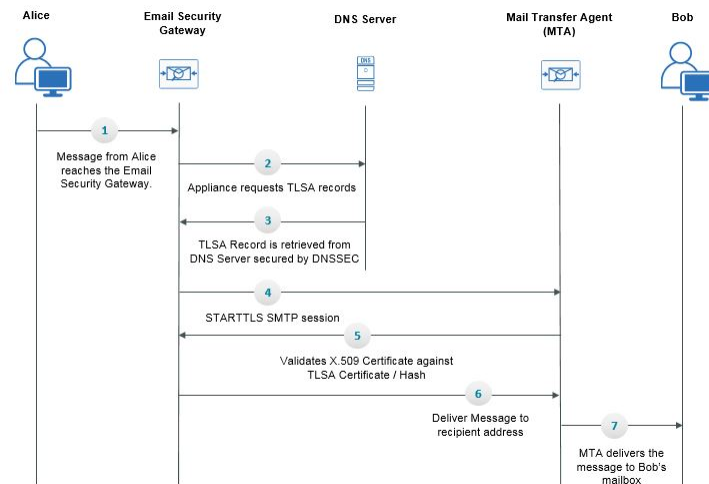 Alice
Email Security
Gateway
DNS Server
Mail Transfer Agent
(MTA)
Bob
DNS
1
Message from Alice
reaches the Email
Security Gateway.
2
Appliance requests TLSA records
3
TLSA Record is retrieved from
DNS Server secured by DNSSEC
4
STARTTLS SMTP session
5
Validates X.509 Certificate against
TLSA Certificate / Hash
6
Deliver Message to
recipient address
7
MTA delivers the
message to Bob's
mailbox